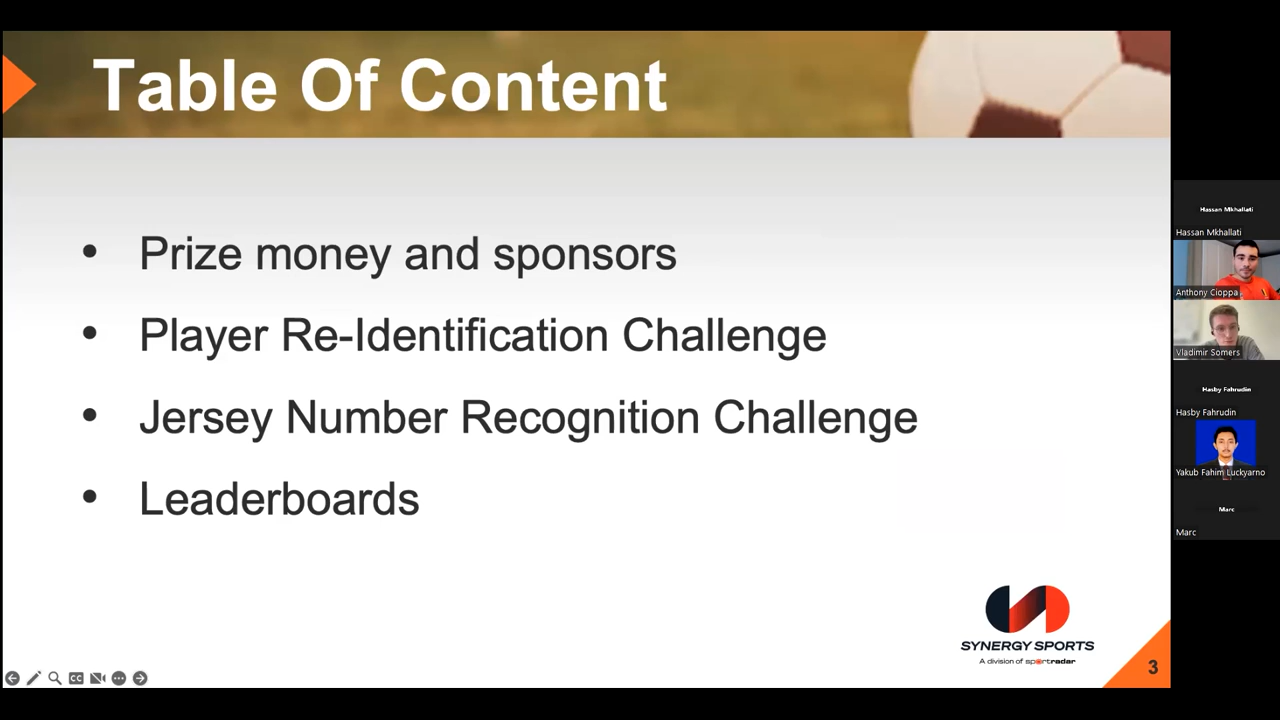 Table Of Content
• Prize money and sponsors
• Player Re-Identification Challenge
• Jersey Number Recognition Challenge
• Leaderboards
SYNERGY SPORTS
A division of sportradar
3
CC
Hassan Mkhallati
Hassan Mkhallati
Anthony Cioppa
Vladimir Somers
Hasby Fahrudin
Hasby Fahrudin
Yakub Fahim Luckyarno
Marc
Marc